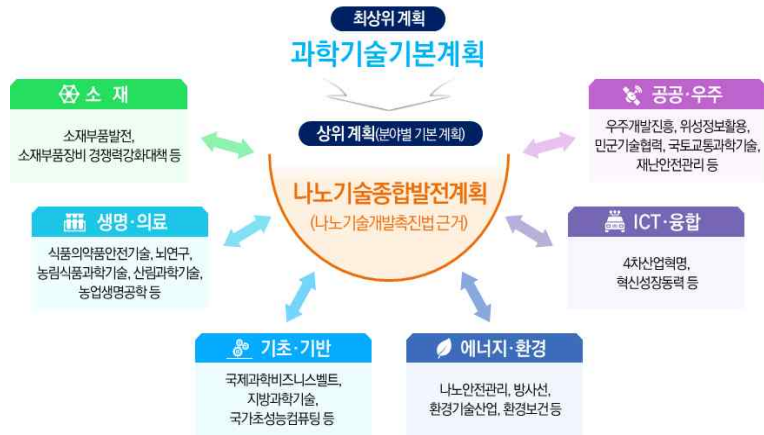 최상위 계획
과학기술기본계획
상위 계획(분야별 기본 계획)
나노기술종합발전계획
(나노기술개발촉진법 근거)
소 재
소재부품발전,
소재부품장비 경쟁력강화대책 등
생명·의료
식품의약품안전기술, 뇌연구,
농림식품과학기술, 산림과학기술,
농업생명공학 등
기초·기반
국제과학비즈니스벨트,
지방과학기술,
국가초성능컴퓨팅 등
에너지·환경
나노안전관리, 방사선,
환경기술산업, 환경보건 등
ICT·융합
4차산업혁명,
혁신성장동력 등
공공·우주
우주개발진흥, 위성정보활용,
민군기술협력, 국토교통과학기술,
재난안전관리 등